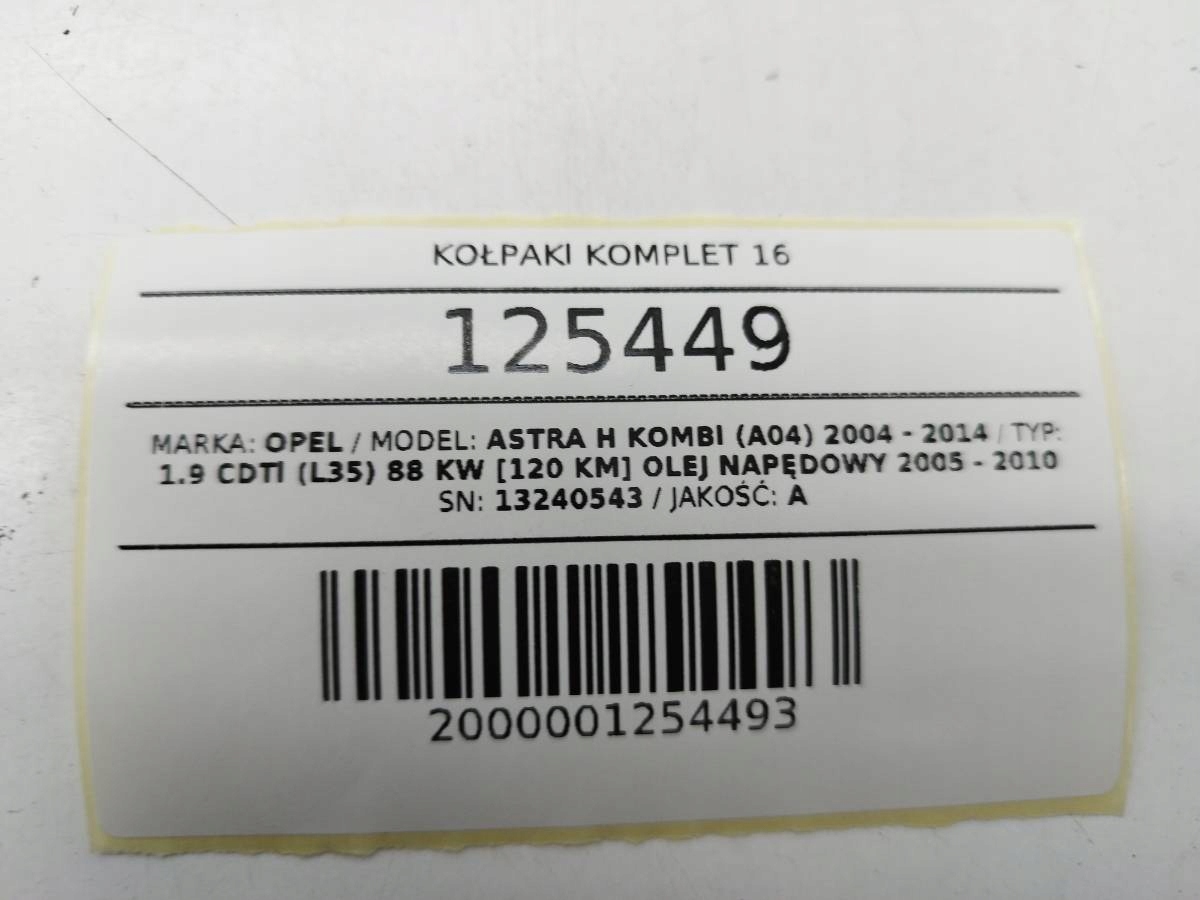 KOŁPAKI KOMPLET 16
125449
MARKA: OPEL / MODEL: ASTRA H KOMBI (A04) 2004 - 2014 / TYP:
1.9 CDTI (L35) 88 KW [120 KM] OLEJ NAPĘDOWY 2005 - 2010
SN: 13240543 / JAKOŚĆ: A
2000001254493